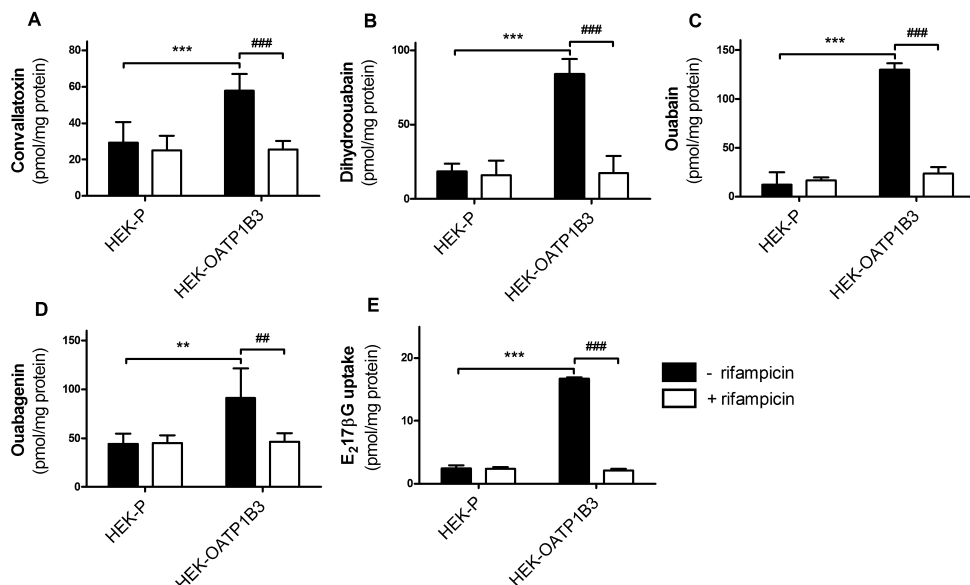 A
Convallatoxin
(pmol/mg protein)
80
60
40
20
0
***
###
HEK-P
HEK-OATP1B3
B
Dihydroouabain
(pmol/mg protein)
100
50
0
***
###
HEK-P
HEK-OATP1B3
C
Ouabain
(pmol/mg protein)
150
100
50
0
***
###
HEK-P
HEK-OATP1B3
D
Ouabagenin
(pmol/mg protein)
150
100
50
0
**
##
HEK-P
HEK-OATP1B3
E
E₂17βG uptake
(pmol/mg protein)
20
10
0
***
###
HEK-P
HEK-OATP1B3
- rifampicin
+ rifampicin